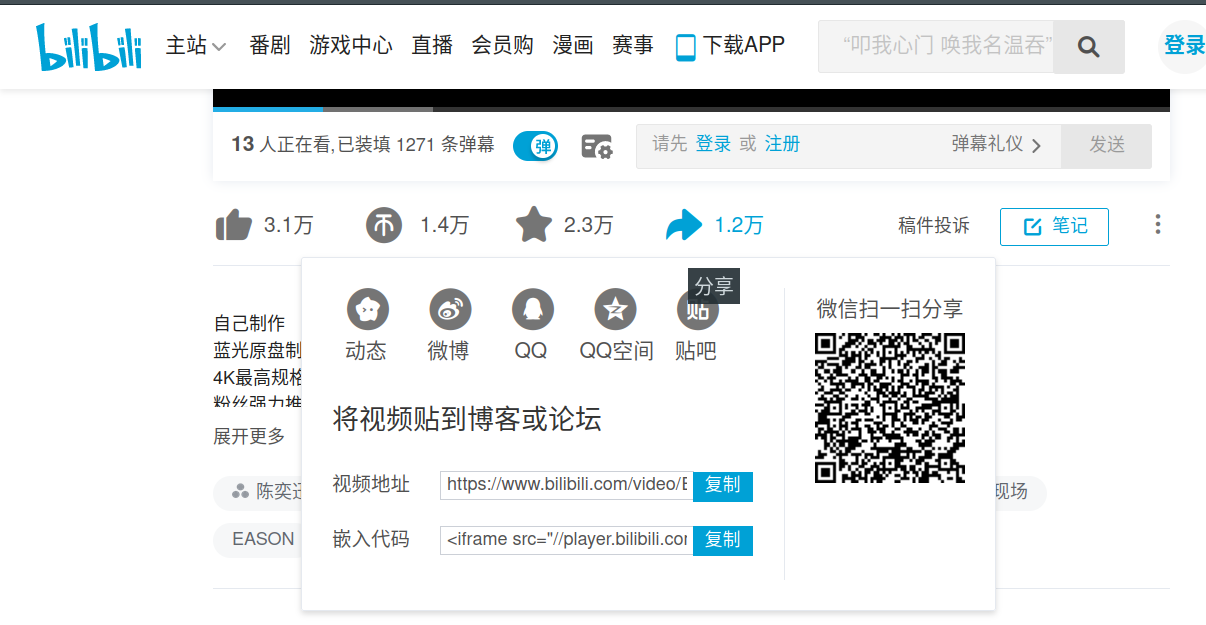 bilibili 主站 番剧 游戏中心 直播 会员购 漫画 赛事 下载APP “叩我心门 唤我名温吞” 登录
13 人正在看,已装填 1271 条弹幕 弹 请先 登录 或 注册 弹幕礼仪 发送
3.1万 币 1.4万 2.3万 1.2万 稿件投诉 笔记
分享
贴
动态 微博 QQ QQ空间 贴吧
微信扫一扫分享
自己制作
蓝光原盘制
4K最高规格
粉丝强力推
展开更多
将视频贴到博客或论坛
视频地址 https://www.bilibili.com/video/B 复制
嵌入代码 <iframe src="//player.bilibili.cor 复制
陈奕迅
现场
EASON